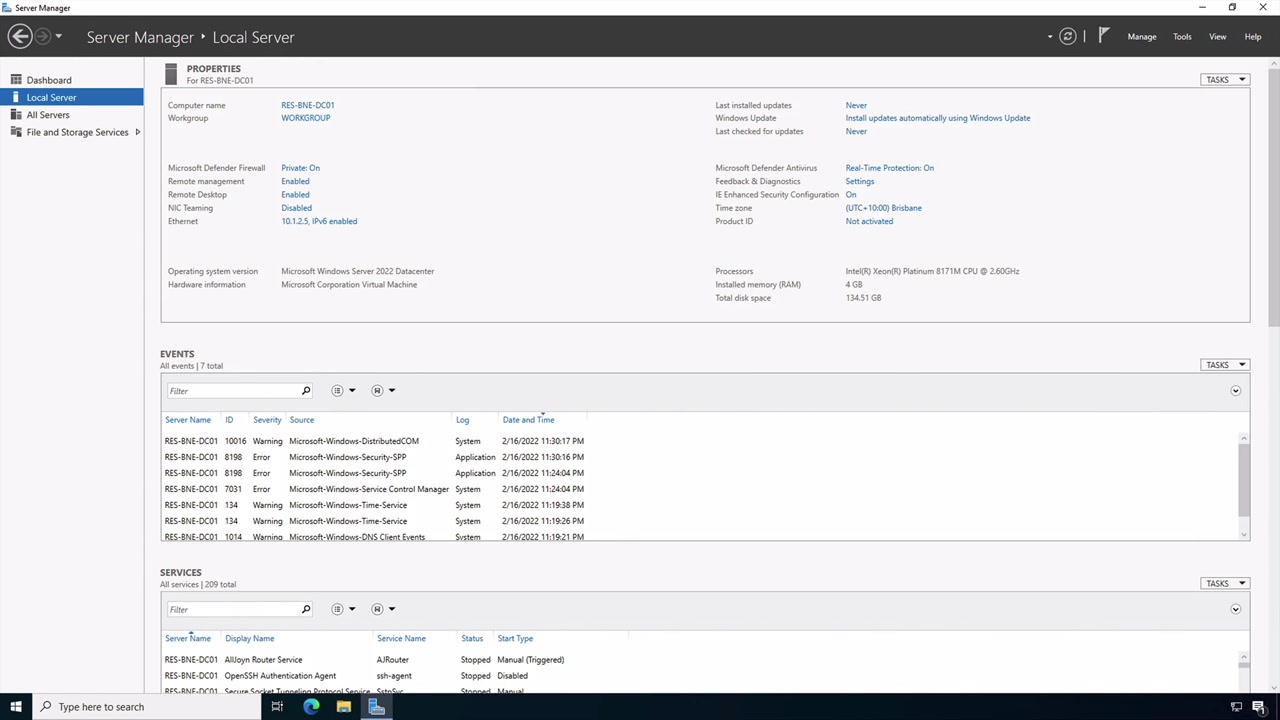 Server Manager
Server Manager ‣ Local Server
Manage Tools View Help
Dashboard
Local Server
All Servers
File and Storage Services
PROPERTIES
For RES-BNE-DC01
TASKS
Computer name RES-BNE-DC01 Last installed updates Never
Workgroup WORKGROUP Windows Update Install updates automatically using Windows Update
Last checked for updates Never
Microsoft Defender Firewall Private: On Microsoft Defender Antivirus Real-Time Protection: On
Remote management Enabled Feedback & Diagnostics Settings
Remote Desktop Enabled IE Enhanced Security Configuration On
NIC Teaming Disabled Time zone (UTC+10:00) Brisbane
Ethernet 10.1.2.5, IPv6 enabled Product ID Not activated
Operating system version Microsoft Windows Server 2022 Datacenter Processors Intel(R) Xeon(R) Platinum 8171M CPU @ 2.60GHz
Hardware information Microsoft Corporation Virtual Machine Installed memory (RAM) 4 GB
Total disk space 134.51 GB
EVENTS
All events | 7 total
TASKS
Filter
Server Name ID Severity Source Log Date and Time
RES-BNE-DC01 10016 Warning Microsoft-Windows-DistributedCOM System 2/16/2022 11:30:17 PM
RES-BNE-DC01 8198 Error Microsoft-Windows-Security-SPP Application 2/16/2022 11:30:16 PM
RES-BNE-DC01 8198 Error Microsoft-Windows-Security-SPP Application 2/16/2022 11:24:04 PM
RES-BNE-DC01 7031 Error Microsoft-Windows-Service Control Manager System 2/16/2022 11:24:04 PM
RES-BNE-DC01 134 Warning Microsoft-Windows-Time-Service System 2/16/2022 11:19:38 PM
RES-BNE-DC01 134 Warning Microsoft-Windows-Time-Service System 2/16/2022 11:19:26 PM
RES-BNE-DC01 1014 Warning Microsoft-Windows-DNS Client Events System 2/16/2022 11:19:21 PM
SERVICES
All services | 209 total
TASKS
Filter
Server Name Display Name Service Name Status Start Type
RES-BNE-DC01 AllJoyn Router Service AJRouter Stopped Manual (Triggered)
RES-BNE-DC01 OpenSSH Authentication Agent ssh-agent Stopped Disabled
RES-BNE-DC01 Secure Socket Tunneling Protocol Service SstpSvc Stopped Manual
Type here to search
1